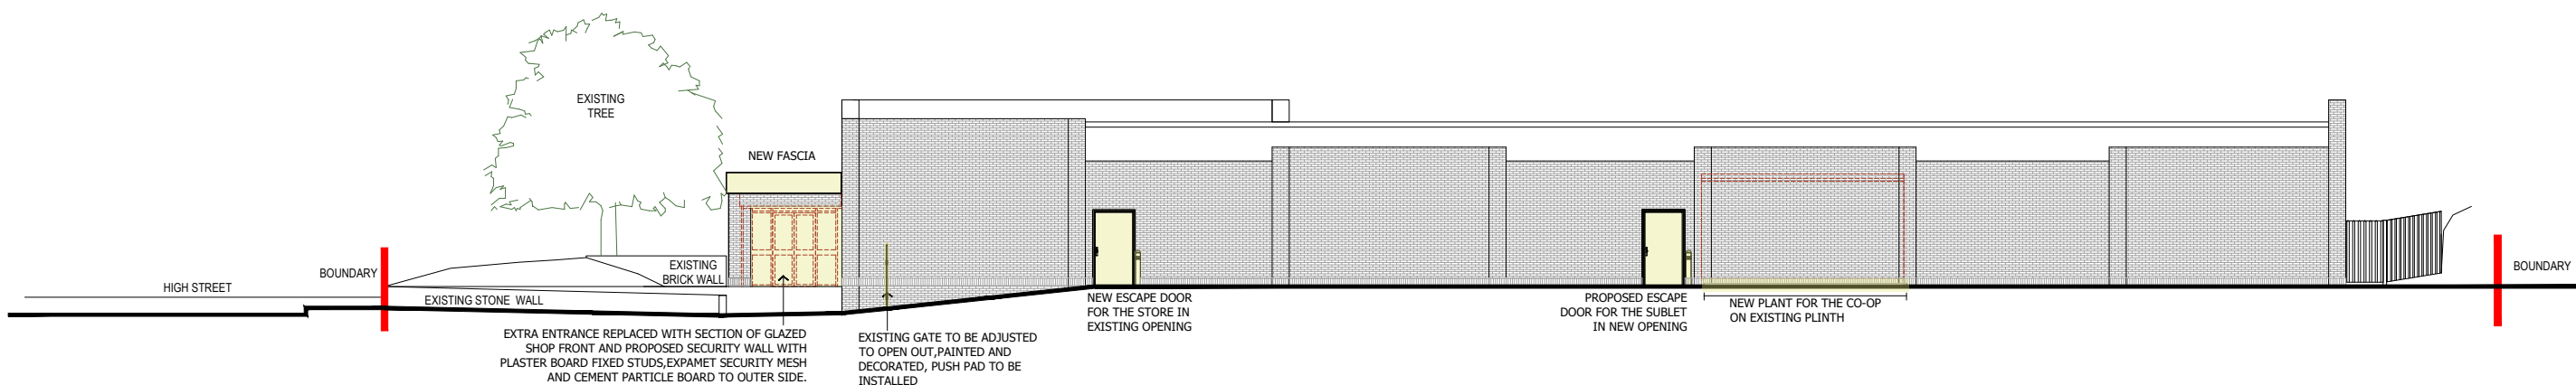 EXISTING
TREE
NEW FASCIA
BOUNDARY
EXISTING
BRICK WALL
HIGH STREET
EXISTING STONE WALL
BOUNDARY
EXTRA ENTRANCE REPLACED WITH SECTION OF GLAZED
SHOP FRONT AND PROPOSED SECURITY WALL WITH
PLASTER BOARD FIXED STUDS,EXPAMET SECURITY MESH
AND CEMENT PARTICLE BOARD TO OUTER SIDE.
EXISTING GATE TO BE ADJUSTED
TO OPEN OUT,PAINTED AND
DECORATED, PUSH PAD TO BE
INSTALLED
NEW ESCAPE DOOR
FOR THE STORE IN
EXISTING OPENING
PROPOSED ESCAPE
DOOR FOR THE SUBLET
IN NEW OPENING
NEW PLANT FOR THE CO-OP
ON EXISTING PLINTH